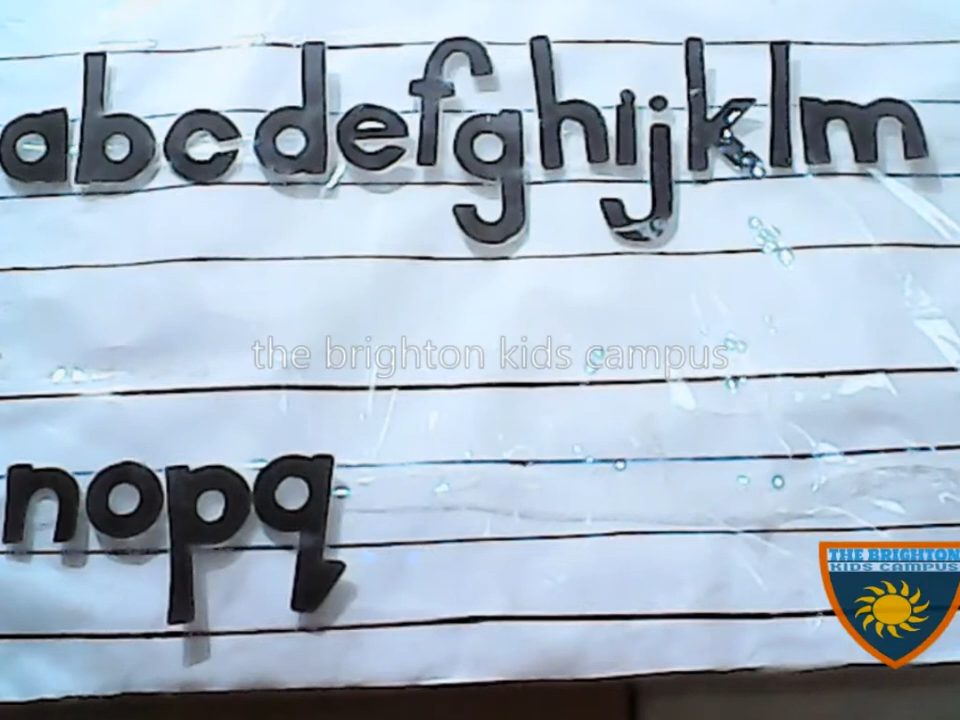 abcdefghijklm
the brighton kids campus
nopq
THE BRIGHTON
KIDS CAMPUS